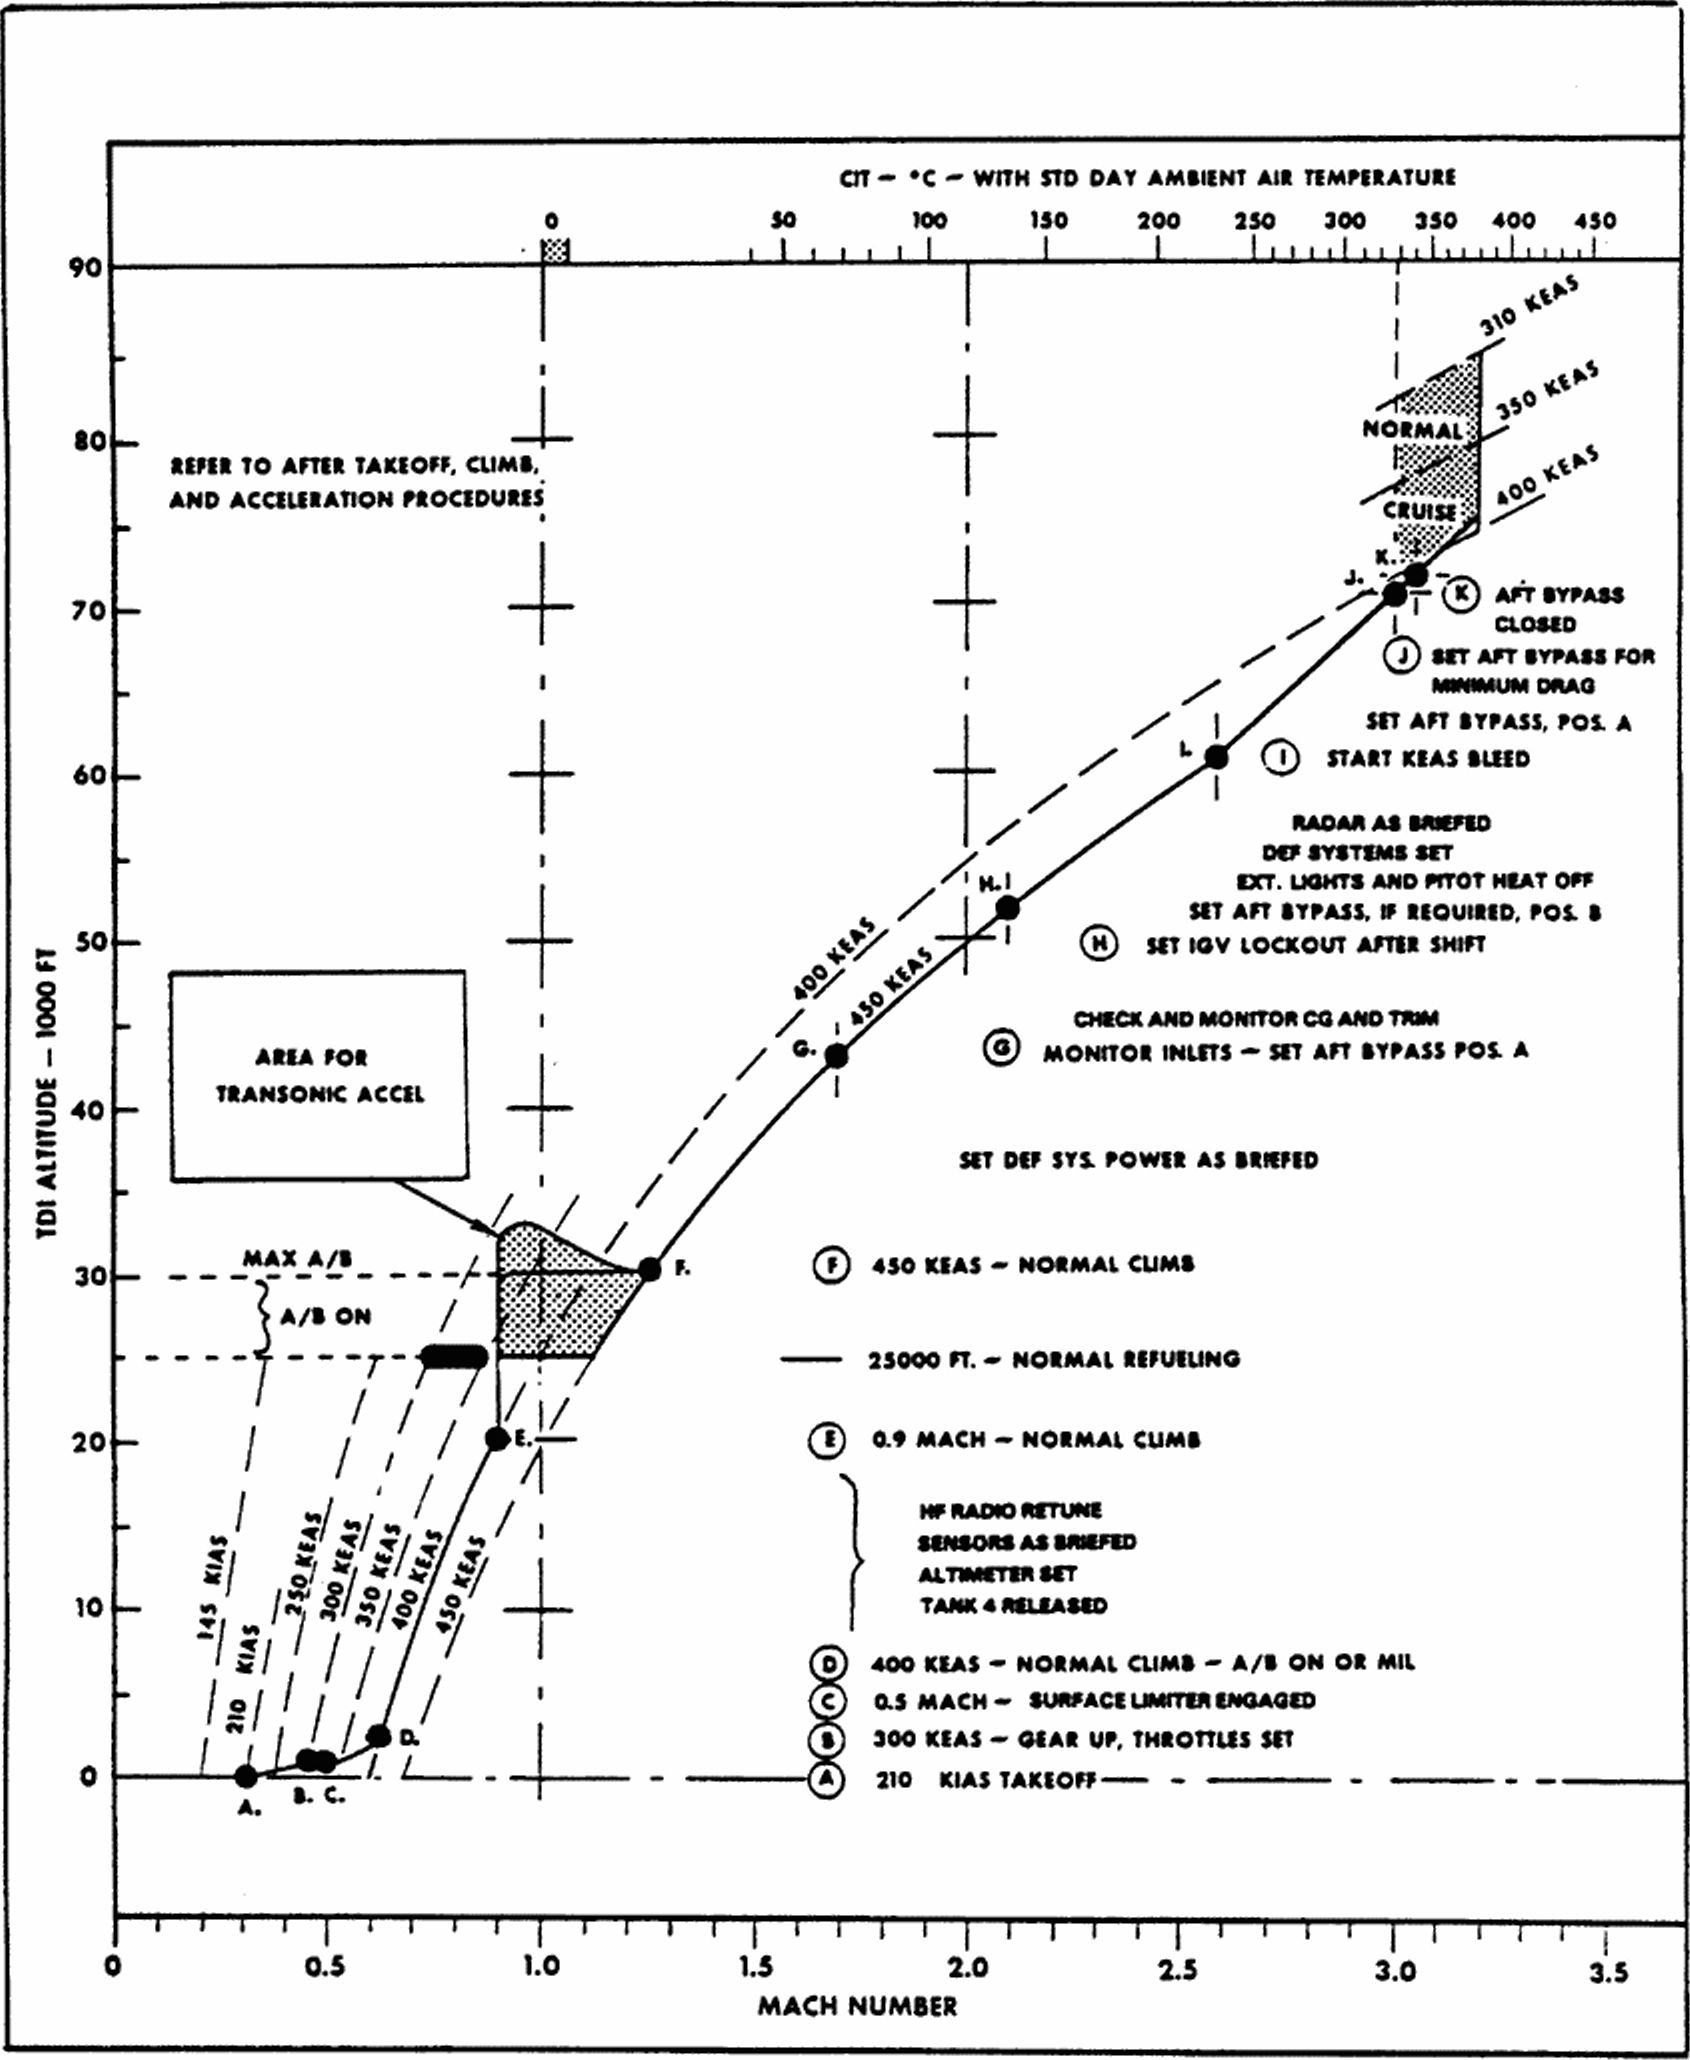 CIT – °C – WITH STD DAY AMBIENT AIR TEMPERATURE
0 50 100 150 200 250 300 350 400 450
90
310 KEAS
350 KEAS
NORMAL
80
400 KEAS
REFER TO AFTER TAKEOFF, CLIMB,
AND ACCELERATION PROCEDURES
CRUISE
K.
J.
K AFT BYPASS
CLOSED
70
J SET AFT BYPASS FOR
MINIMUM DRAG
SET AFT BYPASS, POS. A
I.
I START KEAS BLEED
60
RADAR AS BRIEFED
DEF SYSTEMS SET
EXT. LIGHTS AND PITOT HEAT OFF
H.
SET AFT BYPASS, IF REQUIRED, POS. B
50
H SET IGV LOCKOUT AFTER SHIFT
400 KEAS
450 KEAS
TDI ALTITUDE – 1000 FT
CHECK AND MONITOR CG AND TRIM
G.
G MONITOR INLETS – SET AFT BYPASS POS. A
AREA FOR
TRANSONIC ACCEL
40
SET DEF SYS. POWER AS BRIEFED
MAX A/B
30
F.
F 450 KEAS – NORMAL CLIMB
A/B ON
25000 FT. – NORMAL REFUELING
20
E.
E 0.9 MACH – NORMAL CLIMB
HF RADIO RETUNE
SENSORS AS BRIEFED
ALTIMETER SET
TANK 4 RELEASED
145 KIAS
210 KIAS
250 KEAS
300 KEAS
350 KEAS
400 KEAS
450 KEAS
10
D 400 KEAS – NORMAL CLIMB – A/B ON OR MIL
C 0.5 MACH – SURFACE LIMITER ENGAGED
D.
B 300 KEAS – GEAR UP, THROTTLES SET
0
A 210 KIAS TAKEOFF
A. B. C.
0 0.5 1.0 1.5 2.0 2.5 3.0 3.5
MACH NUMBER